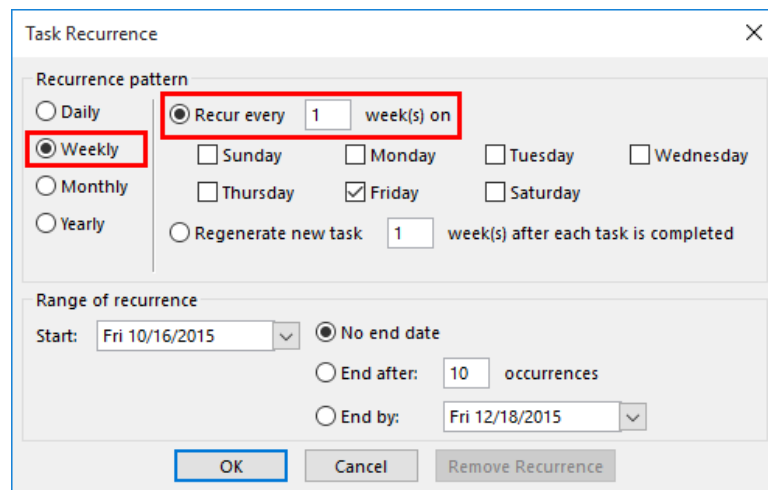 Task Recurrence
Recurrence pattern
Daily
Recur every 1 week(s) on
Weekly
Sunday Monday Tuesday Wednesday
Monthly
Thursday Friday Saturday
Yearly
Regenerate new task 1 week(s) after each task is completed
Range of recurrence
Start: Fri 10/16/2015
No end date
End after: 10 occurrences
End by: Fri 12/18/2015
OK Cancel Remove Recurrence